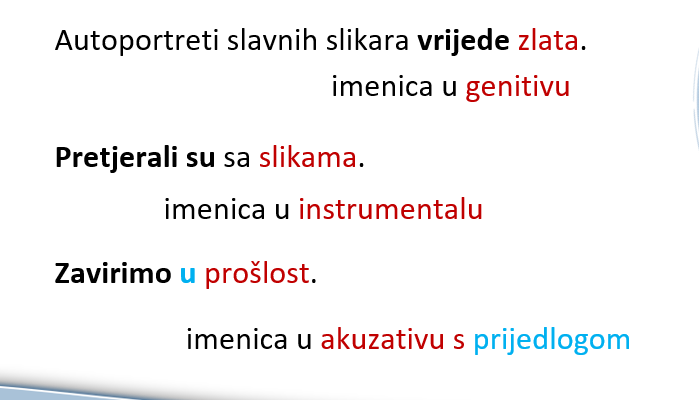 Autoportreti slavnih slikara vrijede zlata.
imenica u genitivu
Pretjerali su sa slikama.
imenica u instrumentalu
Zavirimo u prošlost.
imenica u akuzativu s prijedlogom